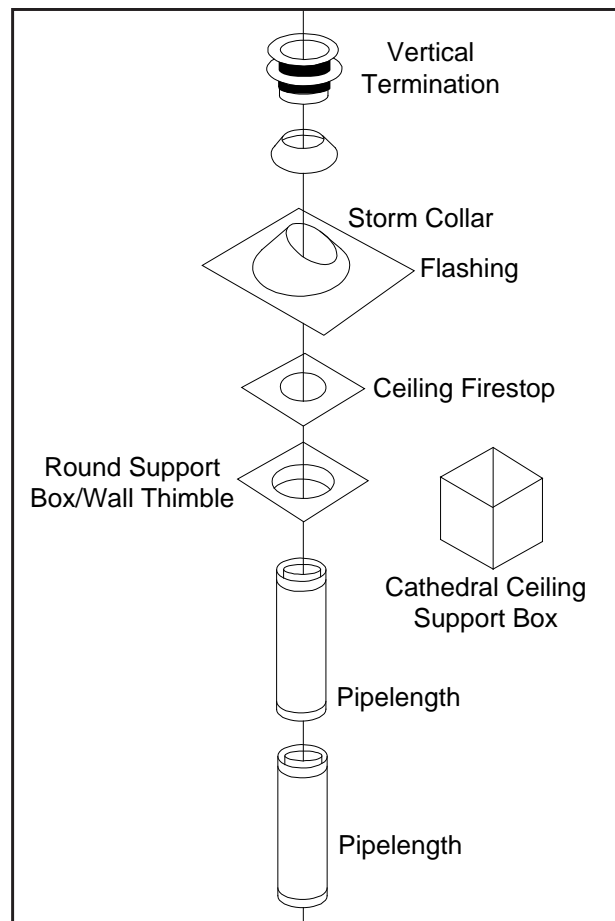 Vertical
Termination
Storm Collar
Flashing
Ceiling Firestop
Round Support
Box/Wall Thimble
Cathedral Ceiling
Support Box
Pipelength
Pipelength